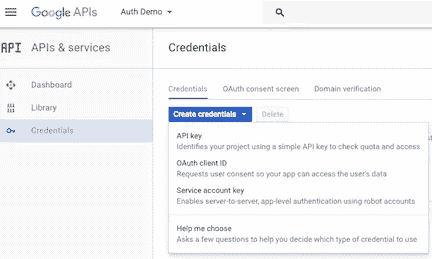 Google APIs
Auth Demo
API
APIs & services
Credentials
Dashboard
Library
Credentials
Credentials
OAuth consent screen
Domain verification
Create credentials
Delete
API key
Identifies your project using a simple API key to check quota and access
OAuth client ID
Requests user consent so your app can access the user's data
Service account key
Enables server-to-server, app-level authentication using robot accounts
Help me choose
Asks a few questions to help you decide which type of credential to use